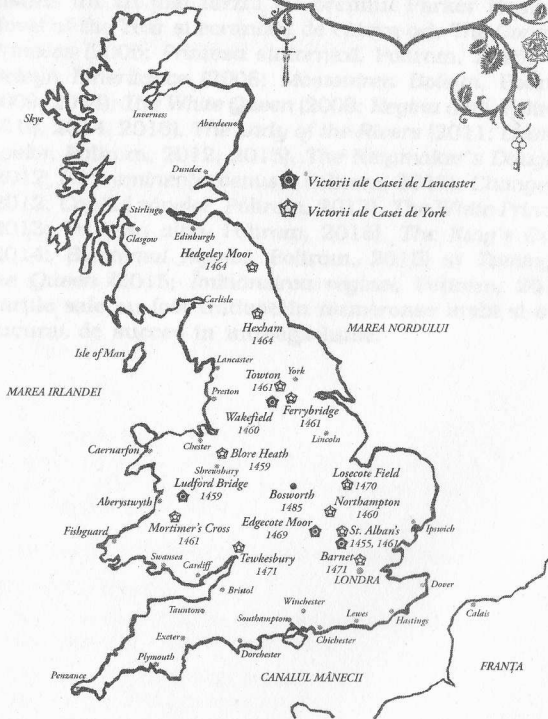 Skye
Inverness
Aberdeen
Dundee
Victorii ale Casei de Lancaster
Victorii ale Casei de York
Stirling
Glasgow
Edinburgh
Hedgeley Moor
1464
Carlisle
Hexham
1464
MAREA NORDULUI
Isle of Man
Lancaster
York
Towton
1461
MAREA IRLANDEI
Preston
Wakefield
1460
Ferrybridge
1461
Lincoln
Chester
Caernarfon
Blore Heath
1459
Shrewsbury
Losecote Field
1470
Ludford Bridge
1459
Bosworth
1485
Aberystwyth
Northampton
1460
Mortimer's Cross
1461
Edgecote Moor
1469
St. Alban's
1455, 1461
Ipswich
Fishguard
Swansea
Cardiff
Tewkesbury
1471
Barnet
1471
LONDRA
Bristol
Dover
Taunton
Winchester
Southampton
Lewes
Hastings
Calais
Exeter
Chichester
Plymouth
Dorchester
Penzance
CANALUL MÂNECII
FRANȚA